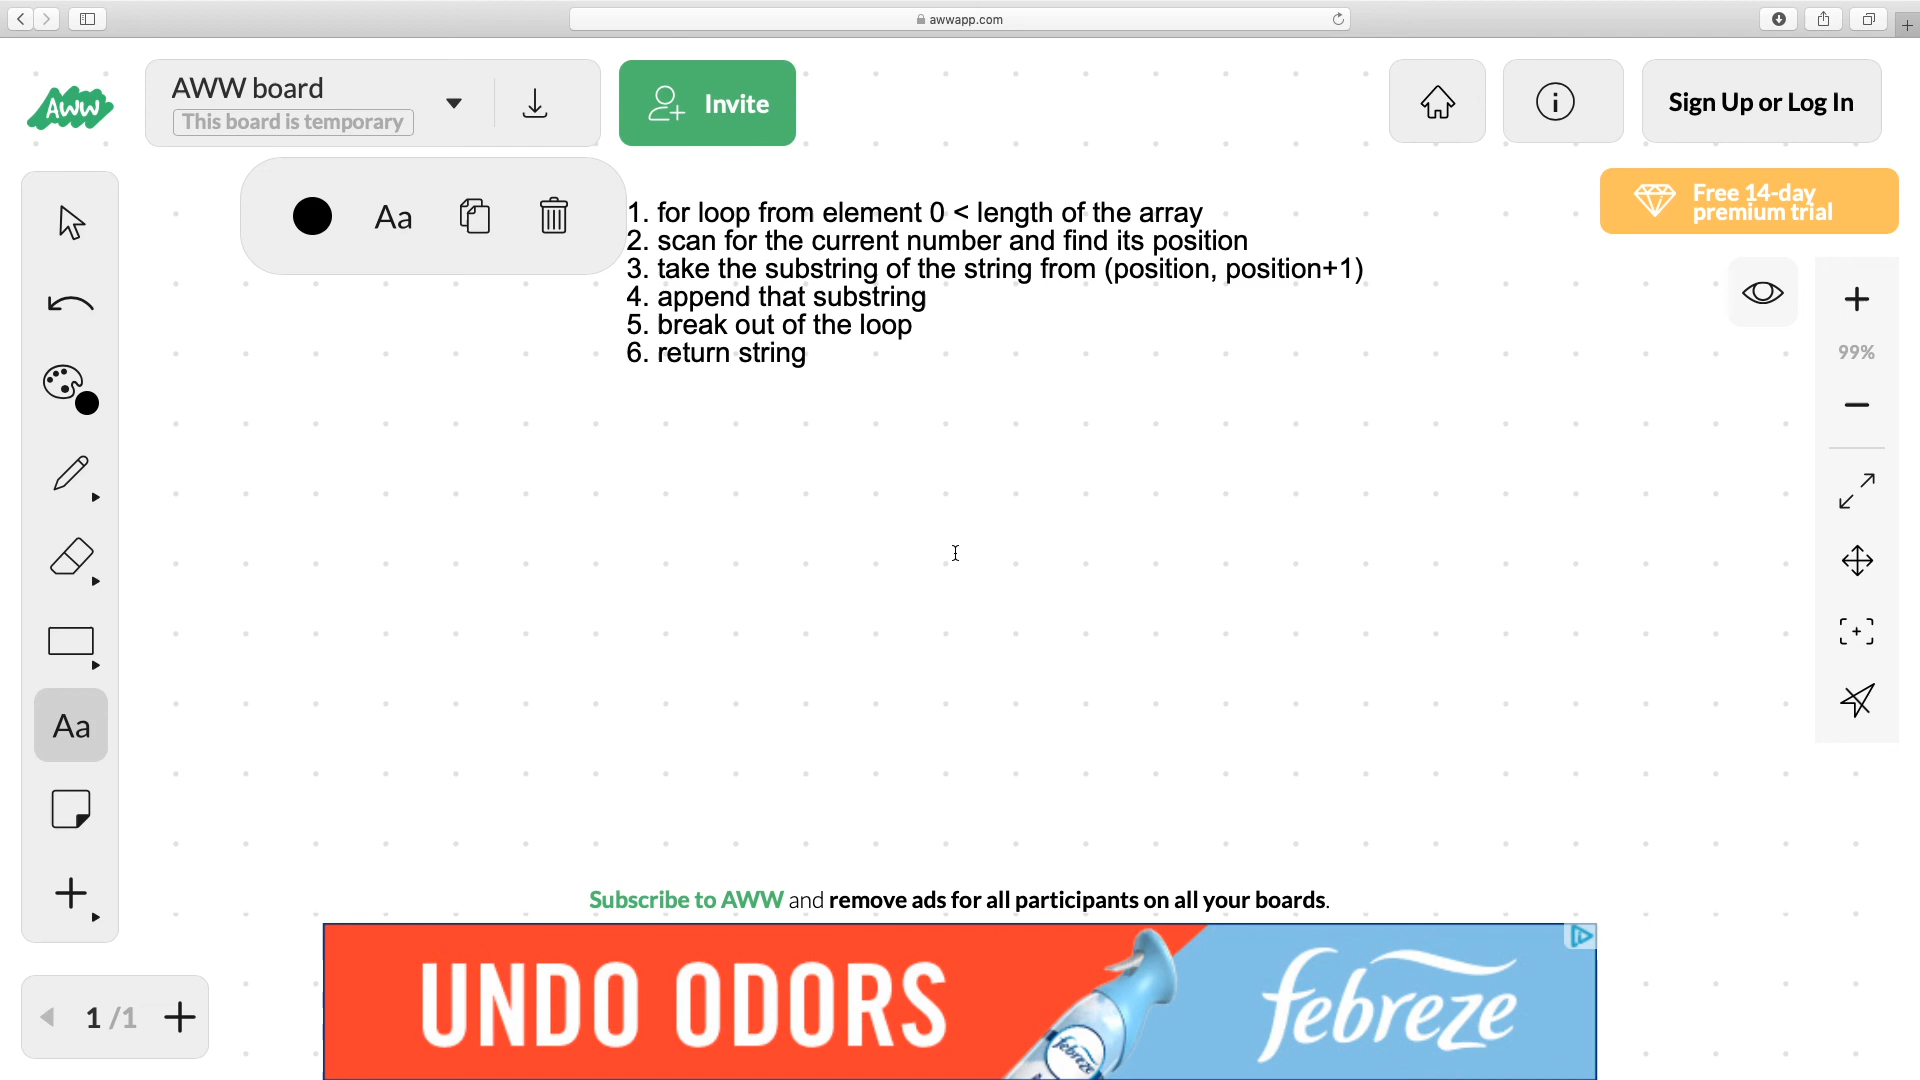 awwapp.com
AWW
AWW board
This board is temporary
Invite
Sign Up or Log In
Free 14-day
premium trial
Aa
1. for loop from element 0 < length of the array
2. scan for the current number and find its position
3. take the substring of the string from (position, position+1)
4. append that substring
5. break out of the loop
6. return string
99%
Aa
Subscribe to AWW and remove ads for all participants on all your boards.
UNDO ODORS
febreze
febreze
1 /1